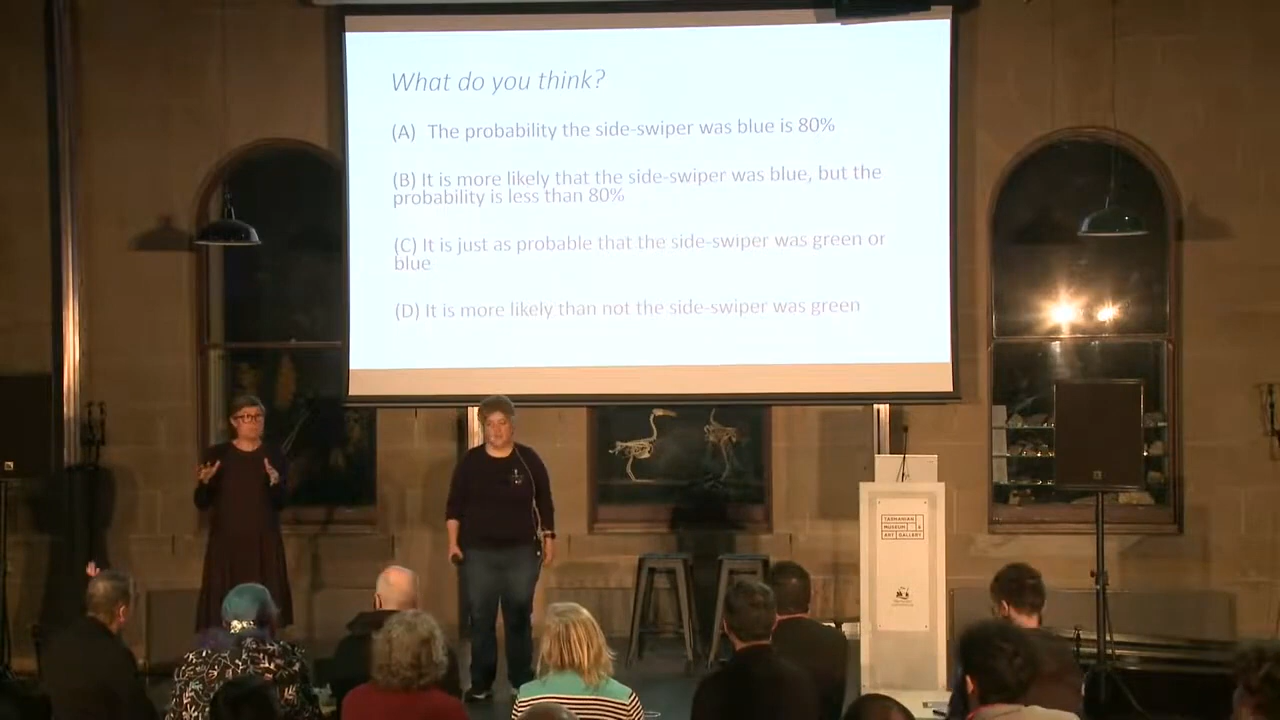 What do you think?
(A) The probability the side-swiper was blue is 80%
(B) It is more likely that the side-swiper was blue, but the
probability is less than 80%
(C) It is just as probable that the side-swiper was green or
blue
(D) It is more likely than not the side-swiper was green
TASMANIAN
MUSEUM &
ART GALLERY